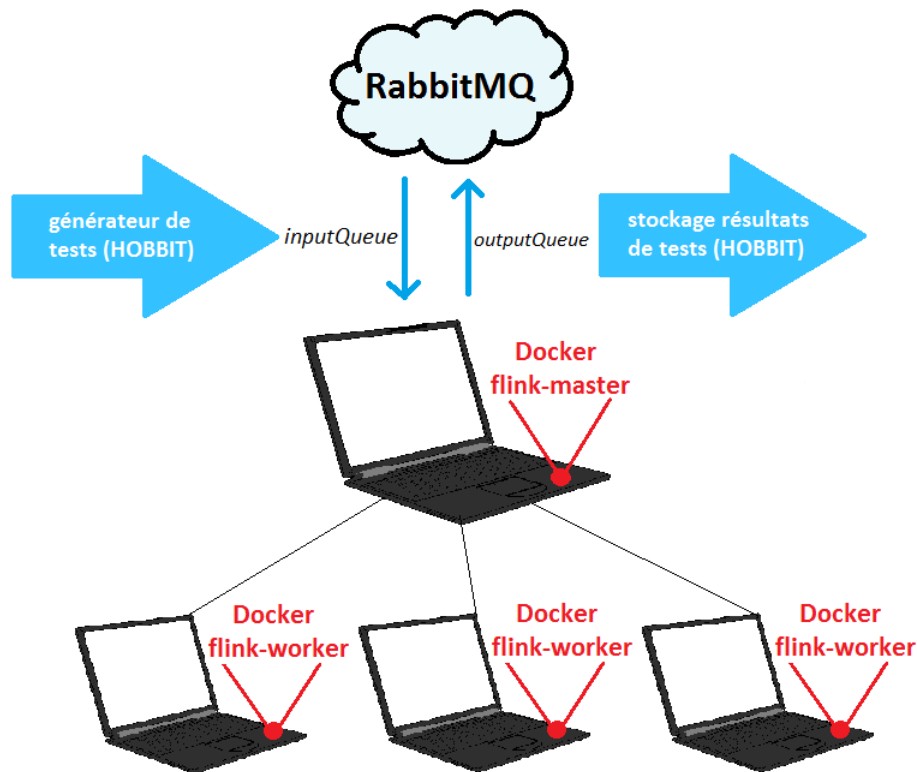 RabbitMQ
générateur de
tests (HOBBIT)
inputQueue
outputQueue
stockage résultats
de tests (HOBBIT)
Docker
flink-master
Docker
flink-worker
Docker
flink-worker
Docker
flink-worker